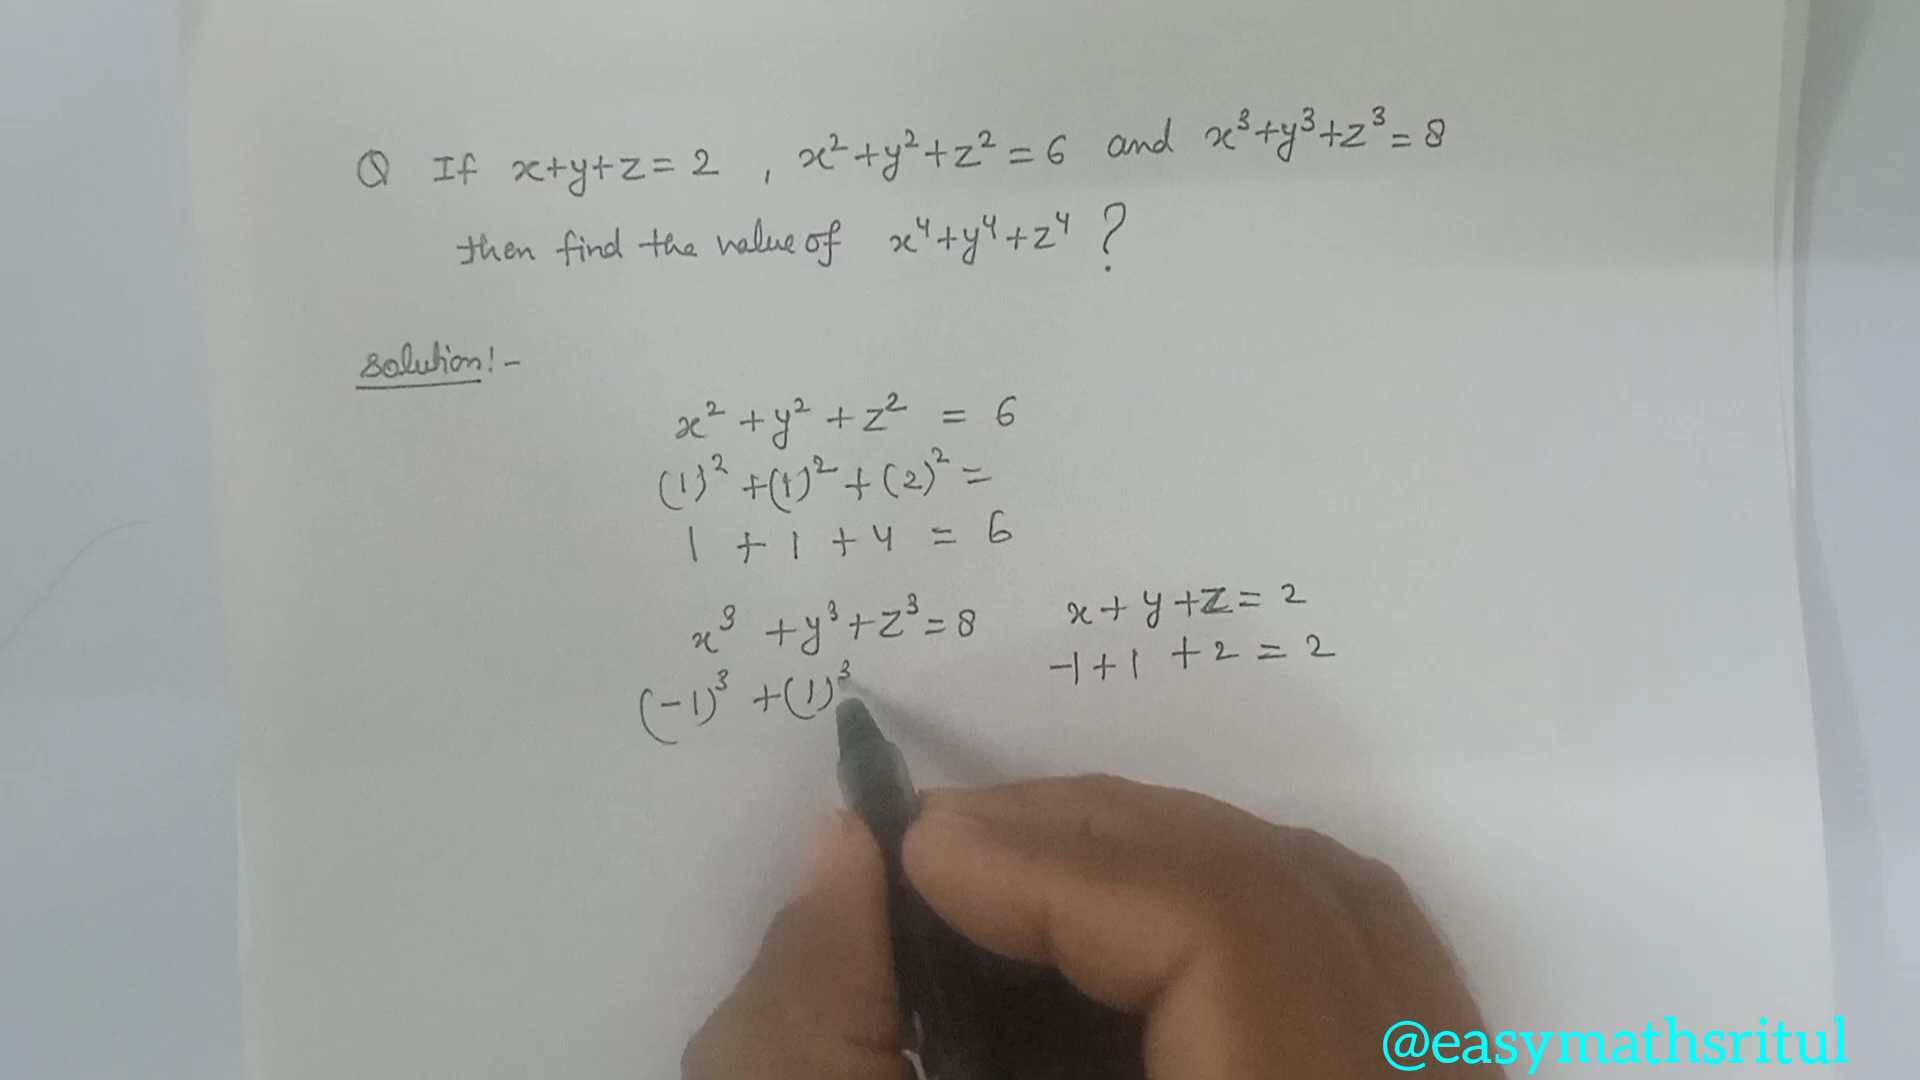 Q If x+y+z=2 , x²+y²+z²=6 and x³+y³+z³=8
then find the value of x⁴+y⁴+z⁴ ?
Solution:-
x² + y² + z² = 6
(1)² +(1)² + (2)² =
1 + 1 + 4 = 6
x³ + y³ + z³ = 8 x + y + z = 2
(-1)³ + (1)³ -1 + 1 + 2 = 2
@easymathsritul